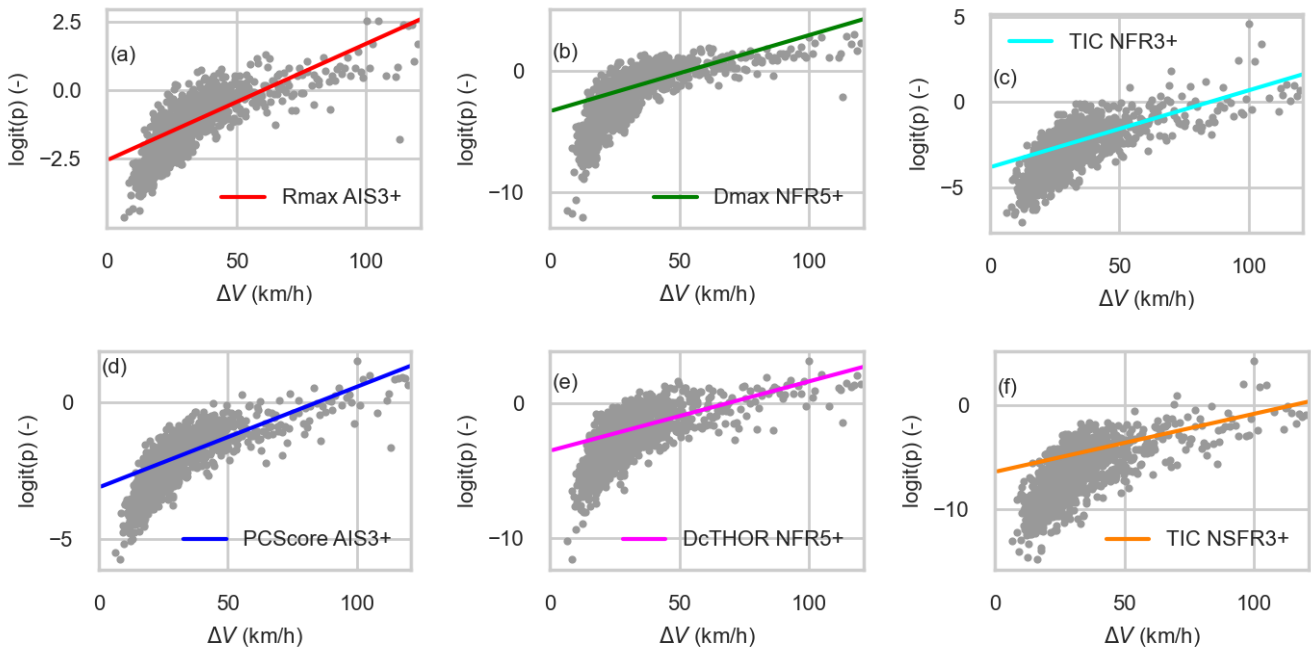 (a)
logit(p) (-)
2.5
0.0
−2.5
Rmax AIS3+
0 50 100
ΔV (km/h)
(b)
logit(p) (-)
0
−10
Dmax NFR5+
0 50 100
ΔV (km/h)
TIC NFR3+
(c)
logit(p) (-)
5
0
−5
0 50 100
ΔV (km/h)
(d)
logit(p) (-)
0
−5
PCScore AIS3+
0 50 100
ΔV (km/h)
(e)
logit(p) (-)
0
−10
DcTHOR NFR5+
0 50 100
ΔV (km/h)
(f)
logit(p) (-)
0
−10
TIC NSFR3+
0 50 100
ΔV (km/h)